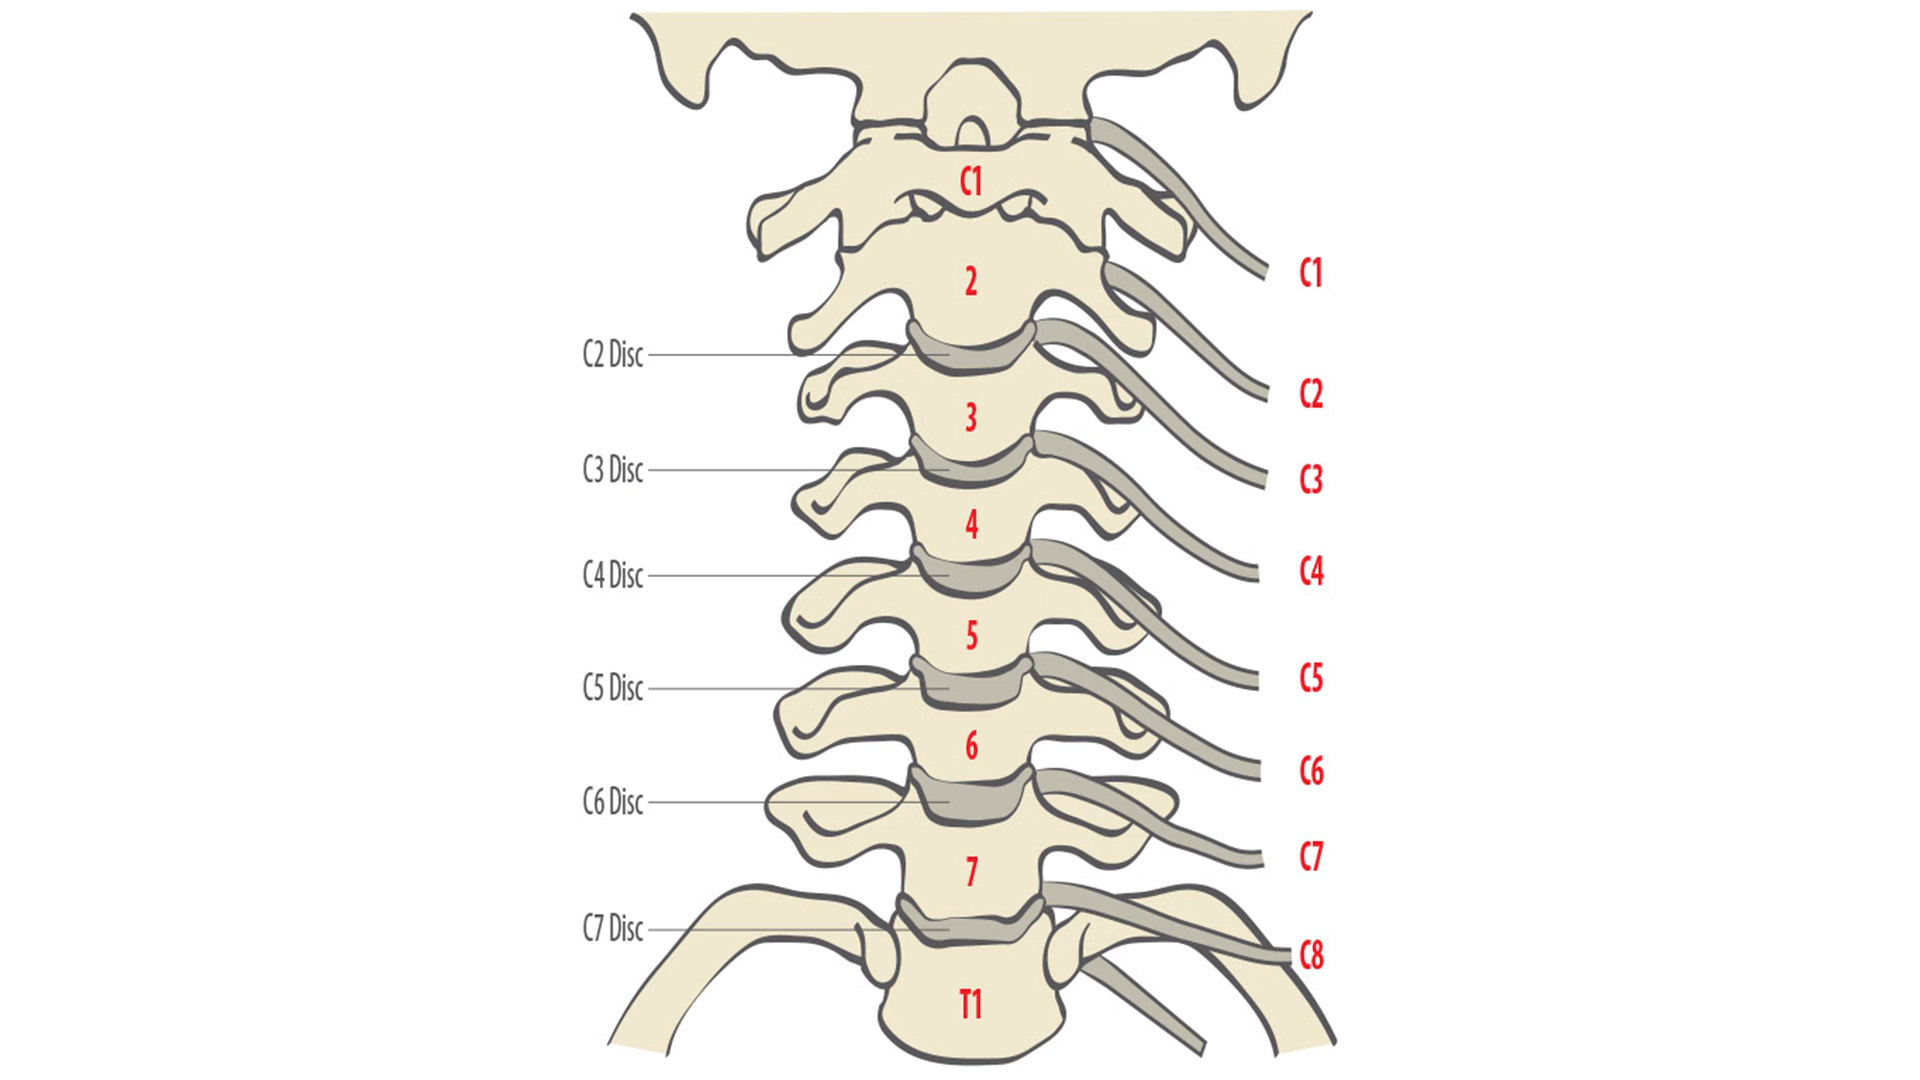 C1
C1
2
C2 Disc
C2
3
C3 Disc
C3
4
C4 Disc
C4
5
C5 Disc
C5
6
C6 Disc
C6
7
C7
C7 Disc
C8
T1